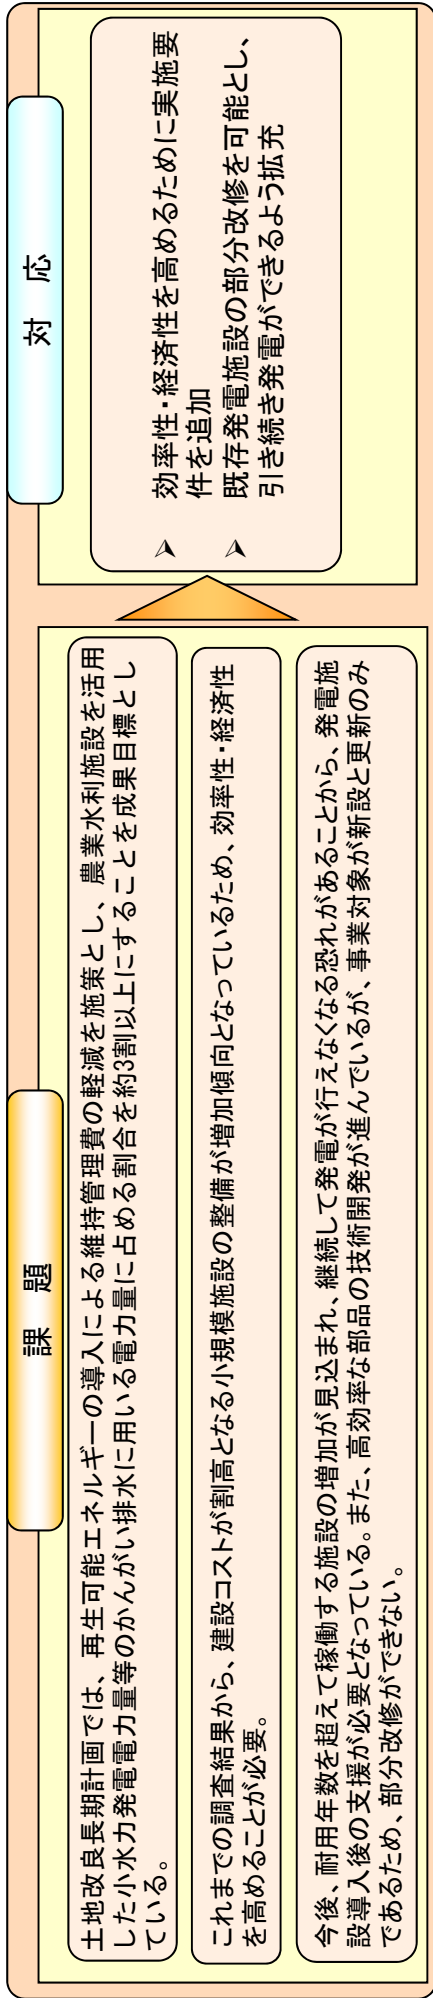 課 題
土地改良長期計画では、再生可能エネルギーの導入による維持管理費の軽減を施策とし、農業水利施設を活用
した小水力発電電力量等のかんがい排水に用いる電力量に占める割合を約3割以上にすることを成果目標とし
ている。
これまでの調査結果から、建設コストが割高となる小規模施設の整備が増加傾向となっているため、効率性・経済性
を高めることが必要。
今後、耐用年数を超えて稼働する施設の増加が見込まれ、継続して発電が行えなくなる恐れがあることから、発電施
設導入後の支援が必要となっている。また、高効率な部品の技術開発が進んでいるが、事業対象が新設と更新のみ
であるため、部分改修ができない。
対 応
➢ 効率性・経済性を高めるために実施要
件を追加
➢ 既存発電施設の部分改修を可能とし、
引き続き発電ができるよう拡充